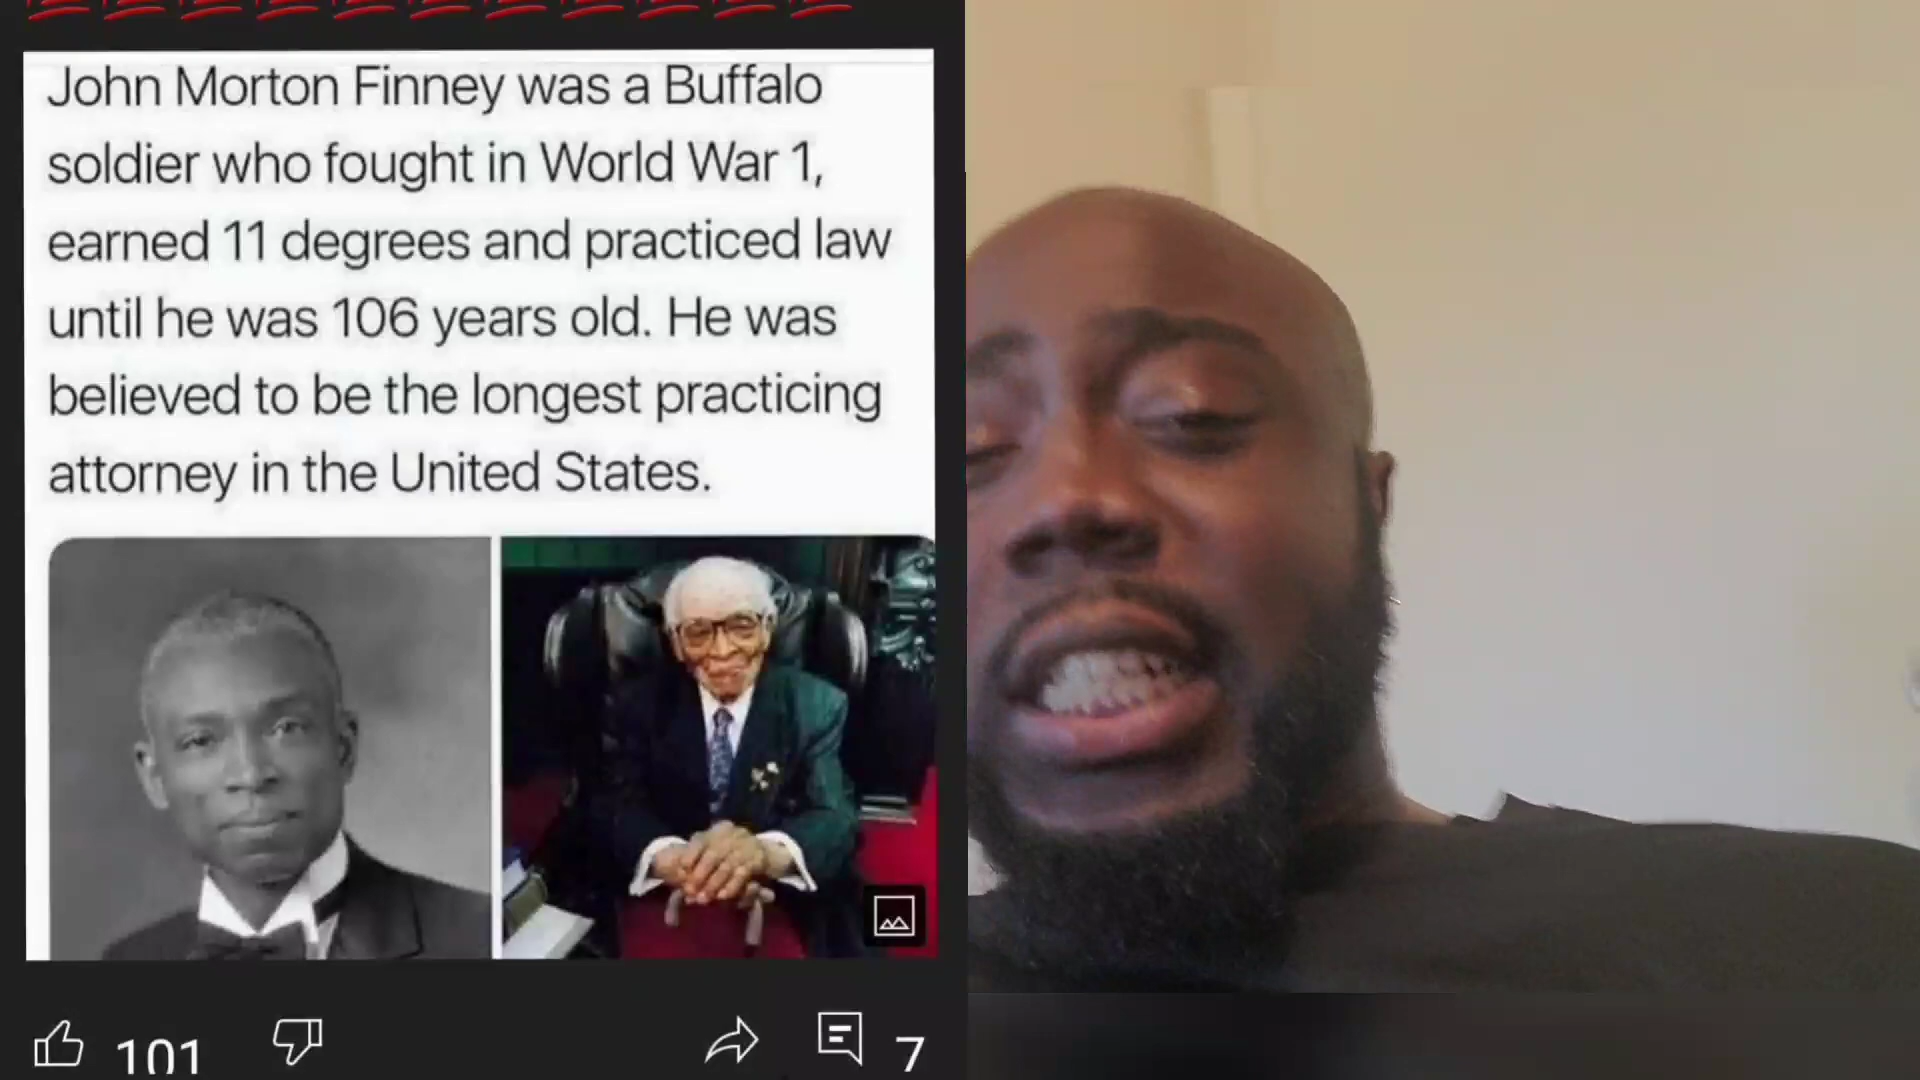 John Morton Finney was a Buffalo
soldier who fought in World War 1,
earned 11 degrees and practiced law
until he was 106 years old. He was
believed to be the longest practicing
attorney in the United States.
101
7